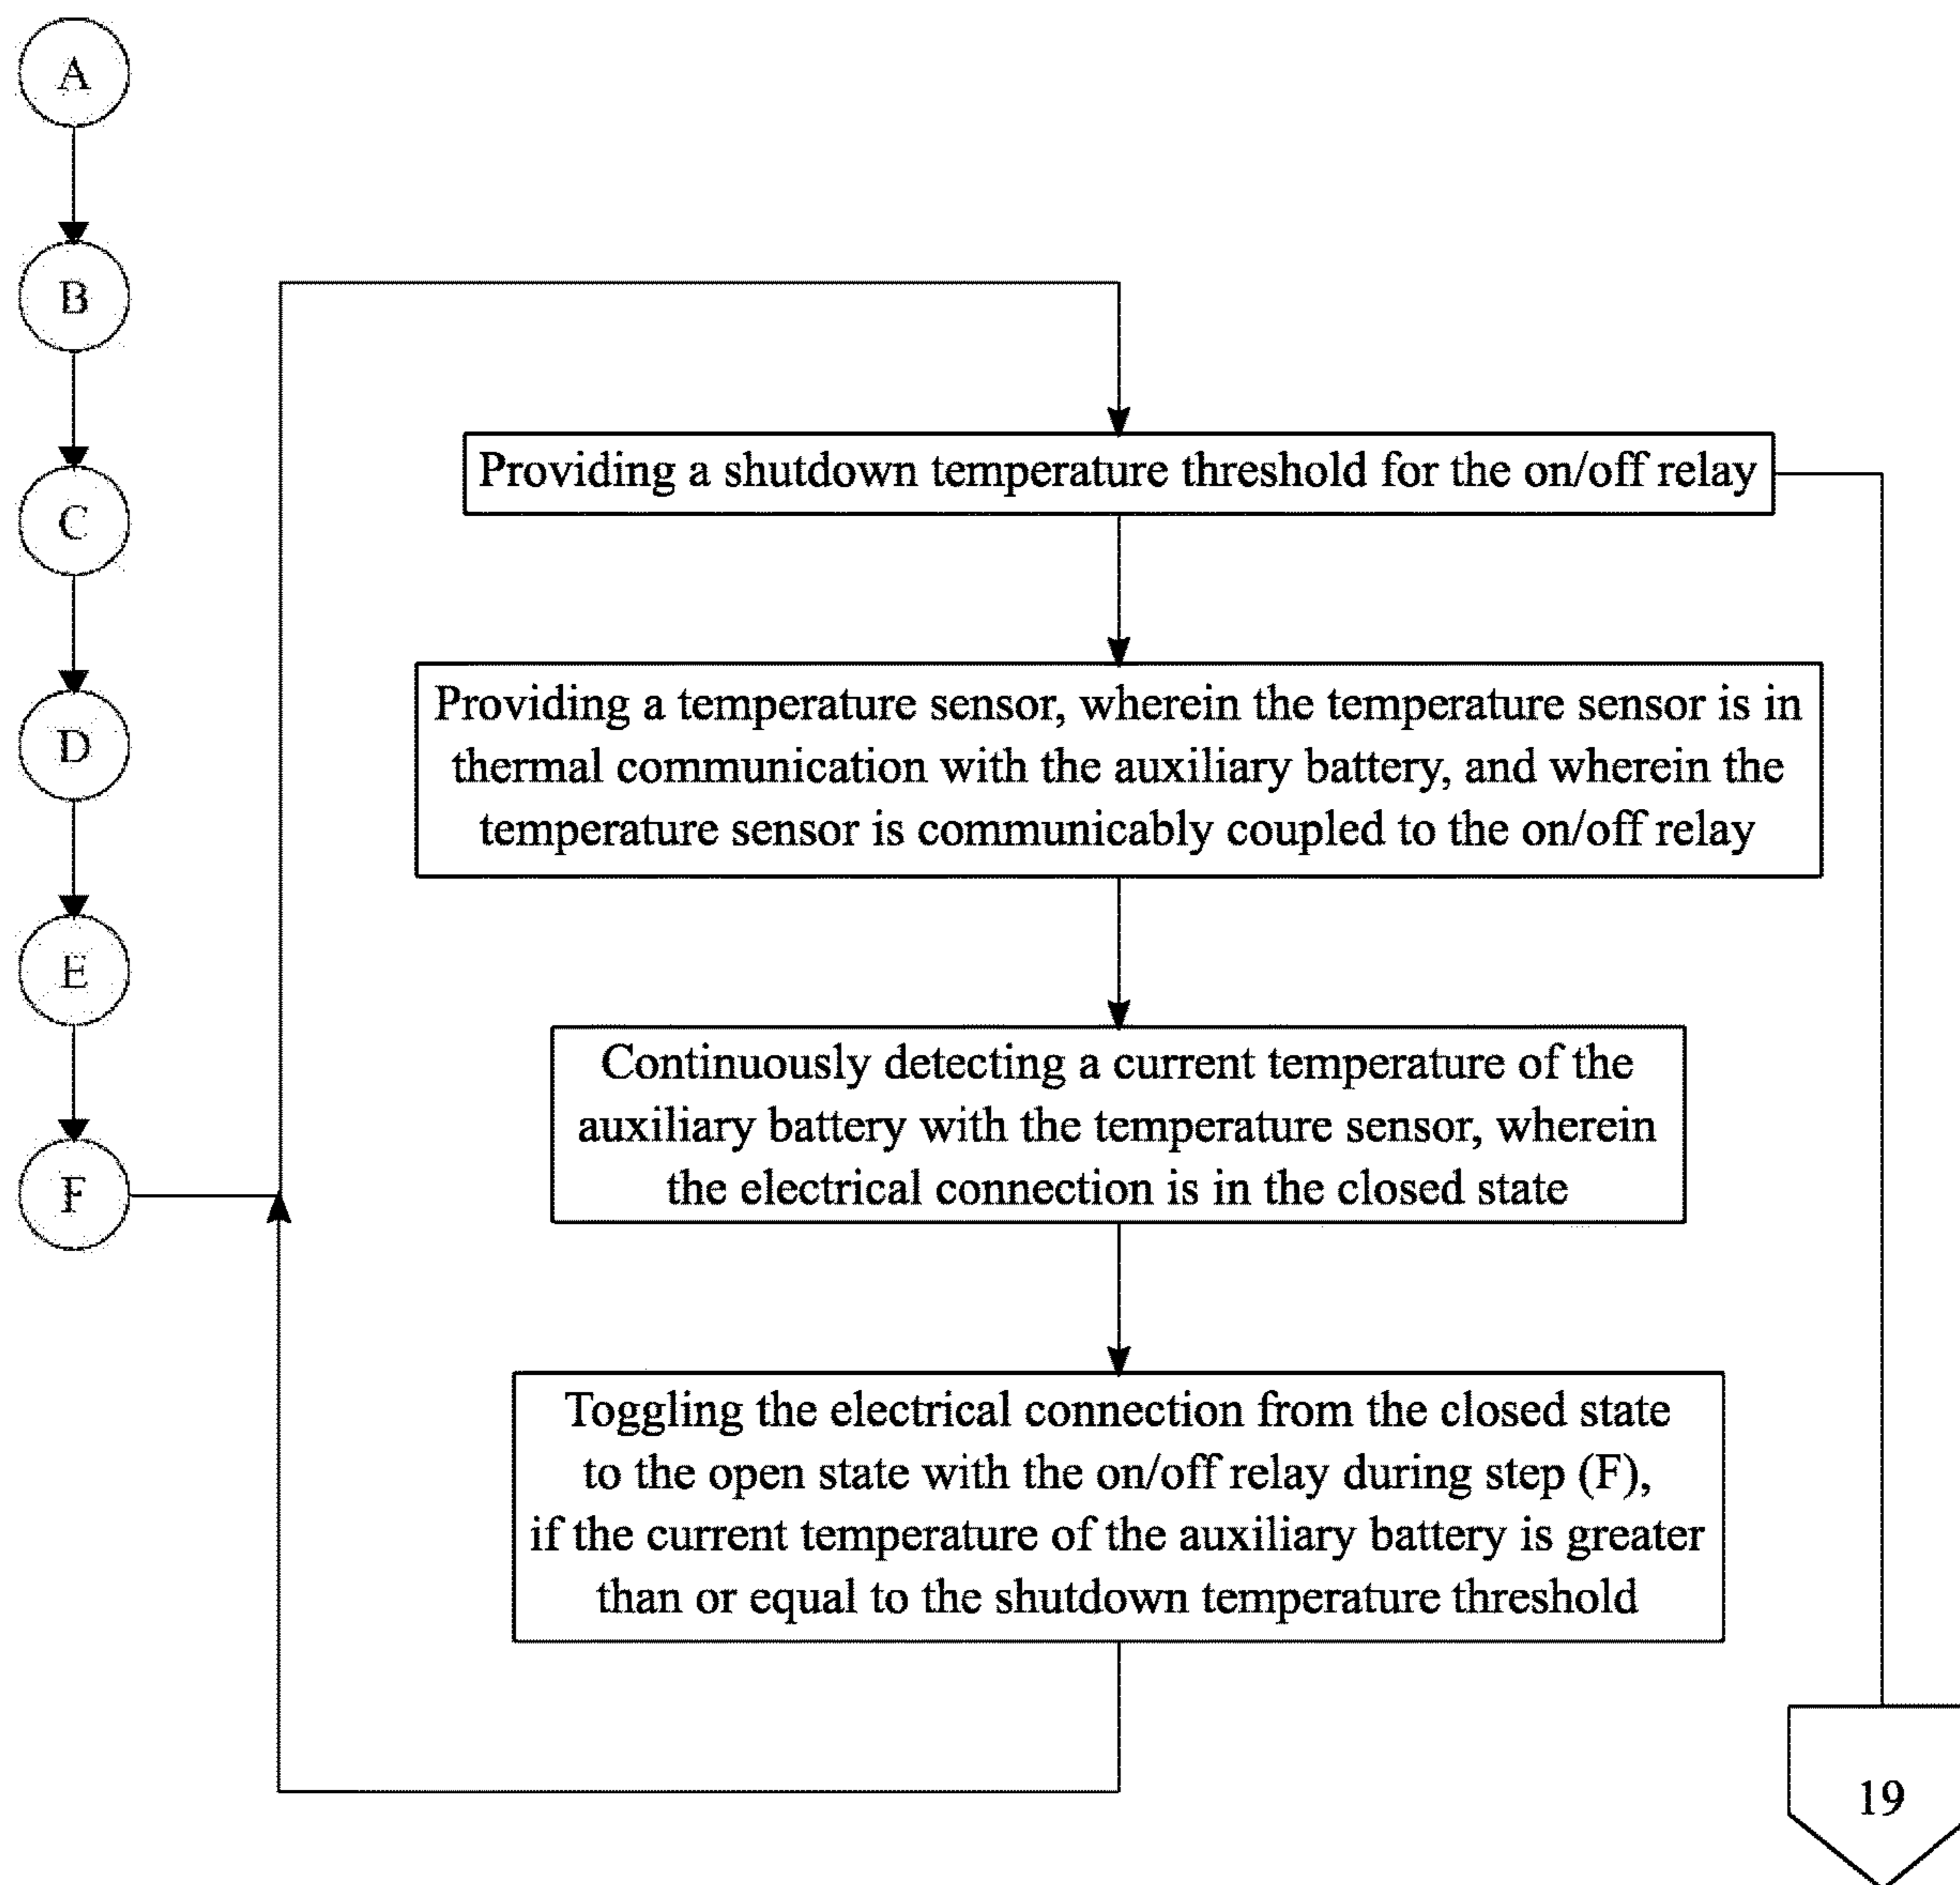 A
B
C
D
E
F
Providing a shutdown temperature threshold for the on/off relay
Providing a temperature sensor, wherein the temperature sensor is in
thermal communication with the auxiliary battery, and wherein the
temperature sensor is communicably coupled to the on/off relay
Continuously detecting a current temperature of the
auxiliary battery with the temperature sensor, wherein
the electrical connection is in the closed state
Toggling the electrical connection from the closed state
to the open state with the on/off relay during step (F),
if the current temperature of the auxiliary battery is greater
than or equal to the shutdown temperature threshold
19